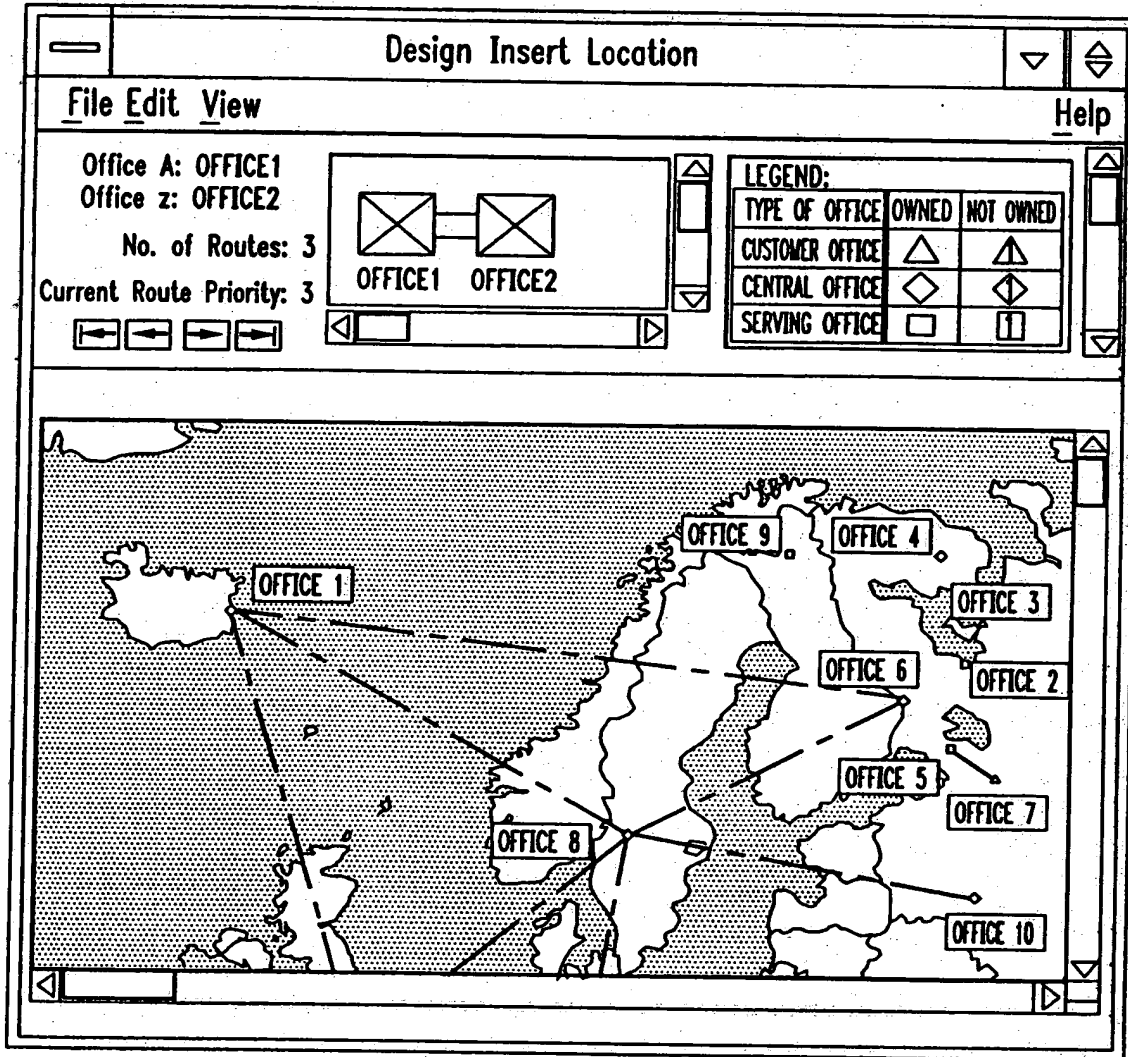 Design Insert Location
File Edit View Help
Office A: OFFICE1
Office z: OFFICE2
No. of Routes: 3
Current Route Priority: 3
OFFICE1 OFFICE2
LEGEND:
TYPE OF OFFICE OWNED NOT OWNED
CUSTOMER OFFICE
CENTRAL OFFICE
SERVING OFFICE
OFFICE 9
OFFICE 4
OFFICE 1
OFFICE 3
OFFICE 6
OFFICE 2
OFFICE 5
OFFICE 7
OFFICE 8
OFFICE 10